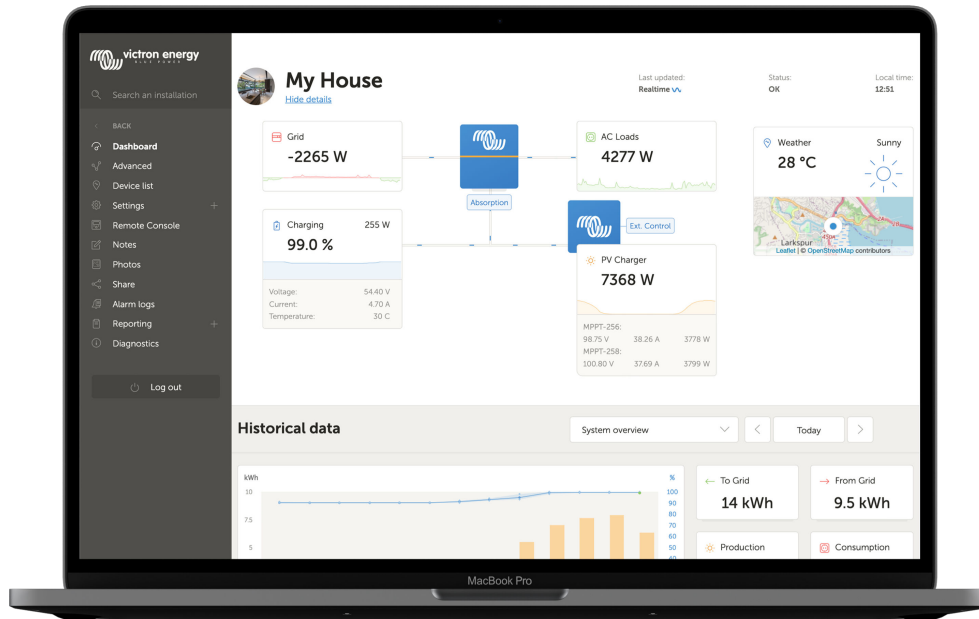 victron energy
BLUE POWER
Search an installation
BACK
Dashboard
Advanced
Device list
Settings
Remote Console
Notes
Photos
Share
Alarm logs
Reporting
Diagnostics
Log out
My House
Hide details
Last updated:
Realtime
Status:
OK
Local time:
12:51
Grid
-2265 W
AC Loads
4277 W
Absorption
Charging 255 W
99.0 %
Voltage: 54.40 V
Current: 4.70 A
Temperature: 30 C
Ext. Control
PV Charger
7368 W
MPPT-256:
98.75 V 38.26 A 3778 W
MPPT-258:
100.80 V 37.69 A 3799 W
Weather Sunny
28 °C
Larkspur
Leaflet | © OpenStreetMap contributors
Historical data
System overview
Today
kWh %
10 100
90
7.5 80
70
60
5 50
40
To Grid
14 kWh
From Grid
9.5 kWh
Production
Consumption
MacBook Pro